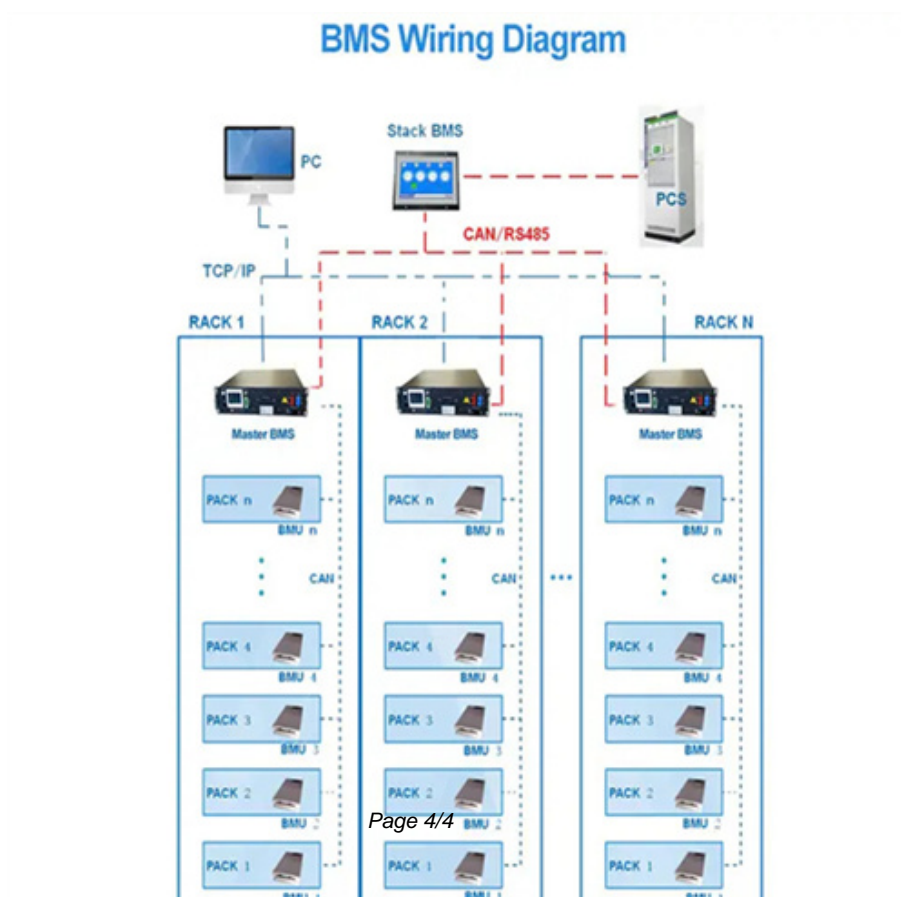 BMS Wiring Diagram
Stack BMS
PC
PCS
CAN/RS485
TCP/IP
RACK 1
RACK 2
RACK N
Master BMS
Master BMS
Master BMS
PACK n
PACK n
PACK n
BMU n
BMU n
BMU n
CAN
CAN
CAN
PACK 4
PACK 4
PACK 4
BMU 4
BMU 4
BMU 4
PACK 3
PACK 3
PACK 3
BMU 3
BMU 3
BMU 3
PACK 2
PACK 2
PACK 2
BMU 2
Page 4/4
BMU 2
BMU 2
PACK 1
PACK 1
PACK 1